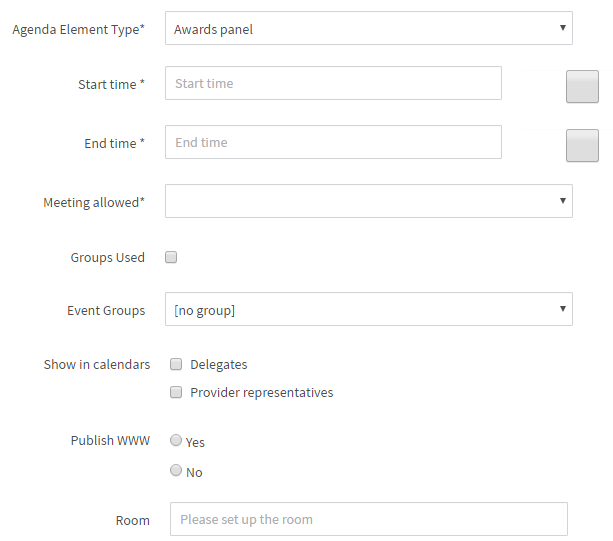 Agenda Element Type* Awards panel
Start time * Start time
End time * End time
Meeting allowed*
Groups Used
Event Groups [no group]
Show in calendars Delegates
Provider representatives
Publish WWW Yes
No
Room Please set up the room